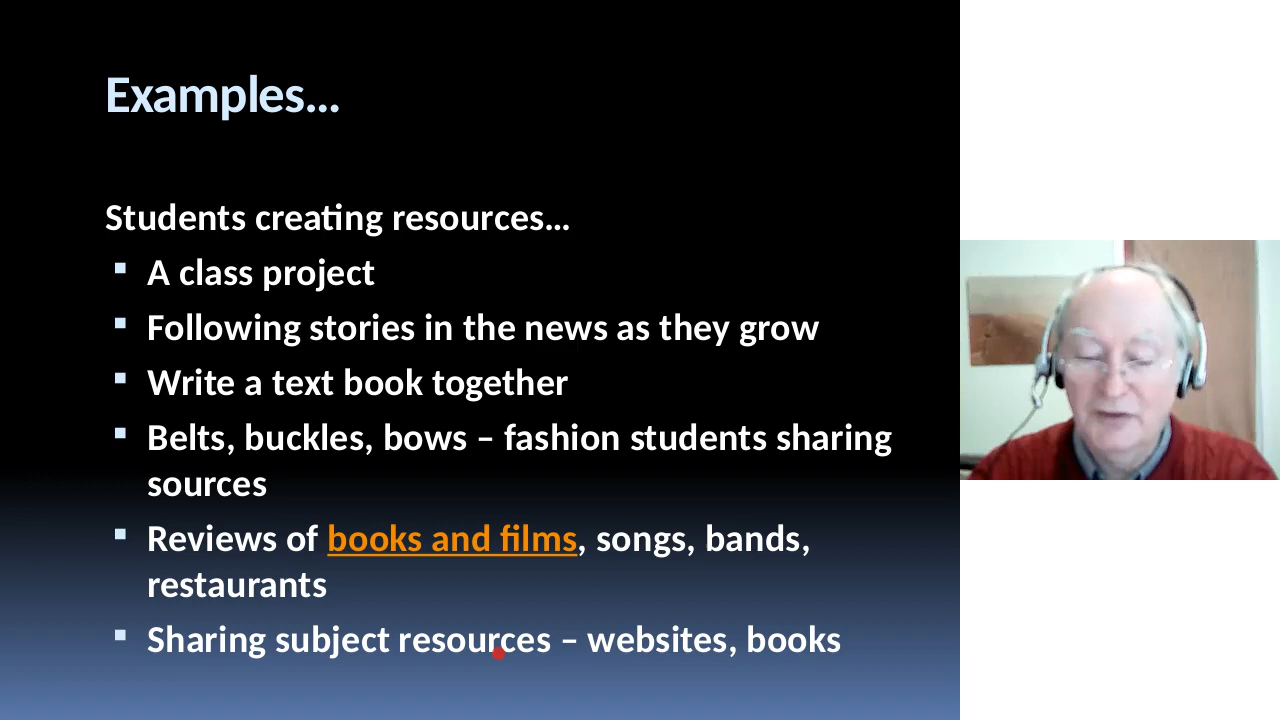 Examples…
Students creating resources…
A class project
Following stories in the news as they grow
Write a text book together
Belts, buckles, bows – fashion students sharing
sources
Reviews of books and films, songs, bands,
restaurants
Sharing subject resources – websites, books